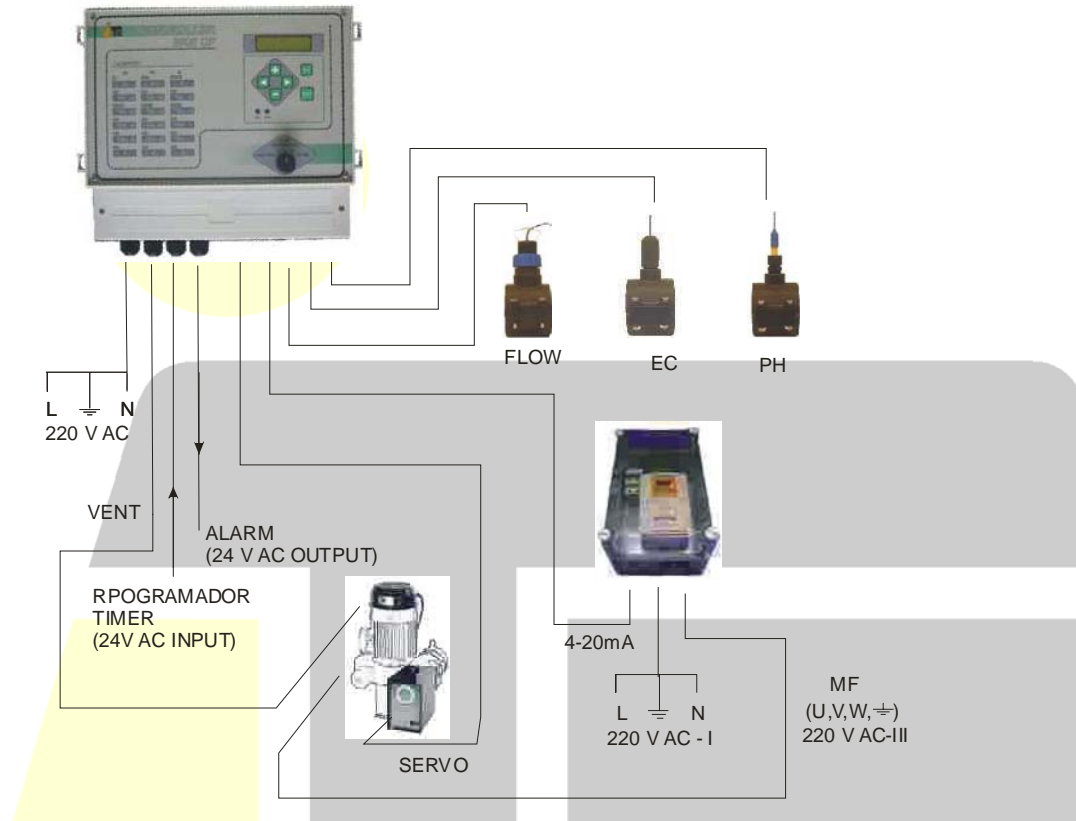 FLOW
EC
PH
L N
220 V AC
VENT
ALARM
(24 V AC OUTPUT)
RPOGRAMADOR
TIMER
(24V AC INPUT)
4-20mA
L N
220 V AC - I
MF
(U,V,W,⏚)
220 V AC-III
SERVO